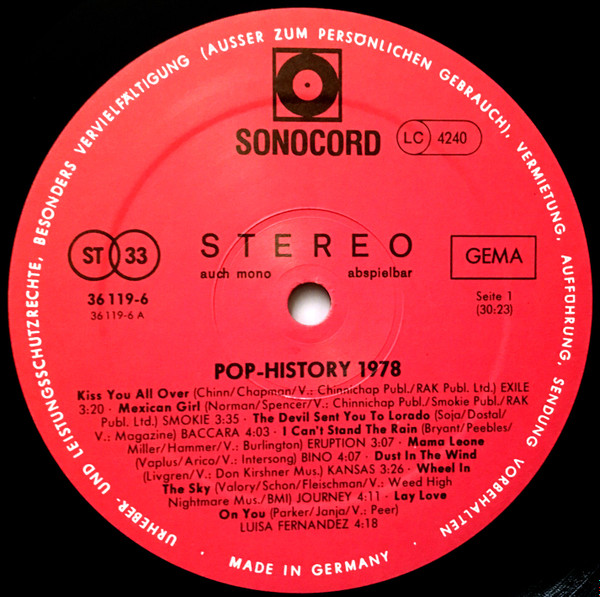 URHEBER- UND LEISTUNGSSCHUTZRECHTE, BESONDERS VERVIELFÄLTIGUNG (AUSSER ZUM PERSÖNLICHEN GEBRAUCH), VERMIETUNG, AUFFÜHRUNG, SENDUNG VORBEHALTEN
SONOCORD
LC 4240
ST 33
STEREO
GEMA
auch mono abspielbar
36 119-6
36 119-6 A
Seite 1
(30:23)
POP-HISTORY 1978
Kiss You All Over (Chinn/Chapman/V.: Chinnichap Publ./RAK Publ. Ltd.) EXILE
3:20 · Mexican Girl (Norman/Spencer/V.: Chinnichap Publ./Smokie Publ./RAK
Publ. Ltd.) SMOKIE 3:35 · The Devil Sent You To Lorado (Soja/Dostal/
V.: Magazine) BACCARA 4:03 · I Can't Stand The Rain (Bryant/Peebles/
Miller/Hammer/V.: Burlington) ERUPTION 3:07 · Mama Leone
(Vaplus/Arico/V.: Intersong) BINO 4:07 · Dust In The Wind
(Livgren/V.: Don Kirshner Mus.) KANSAS 3:26 · Wheel In
The Sky (Valory/Schon/Fleischman/V.: Weed High
Nightmare Mus./BMI) JOURNEY 4:11 · Lay Love
On You (Parker/Janja/V.: Peer)
LUISA FERNANDEZ 4:18
· MADE IN GERMANY ·